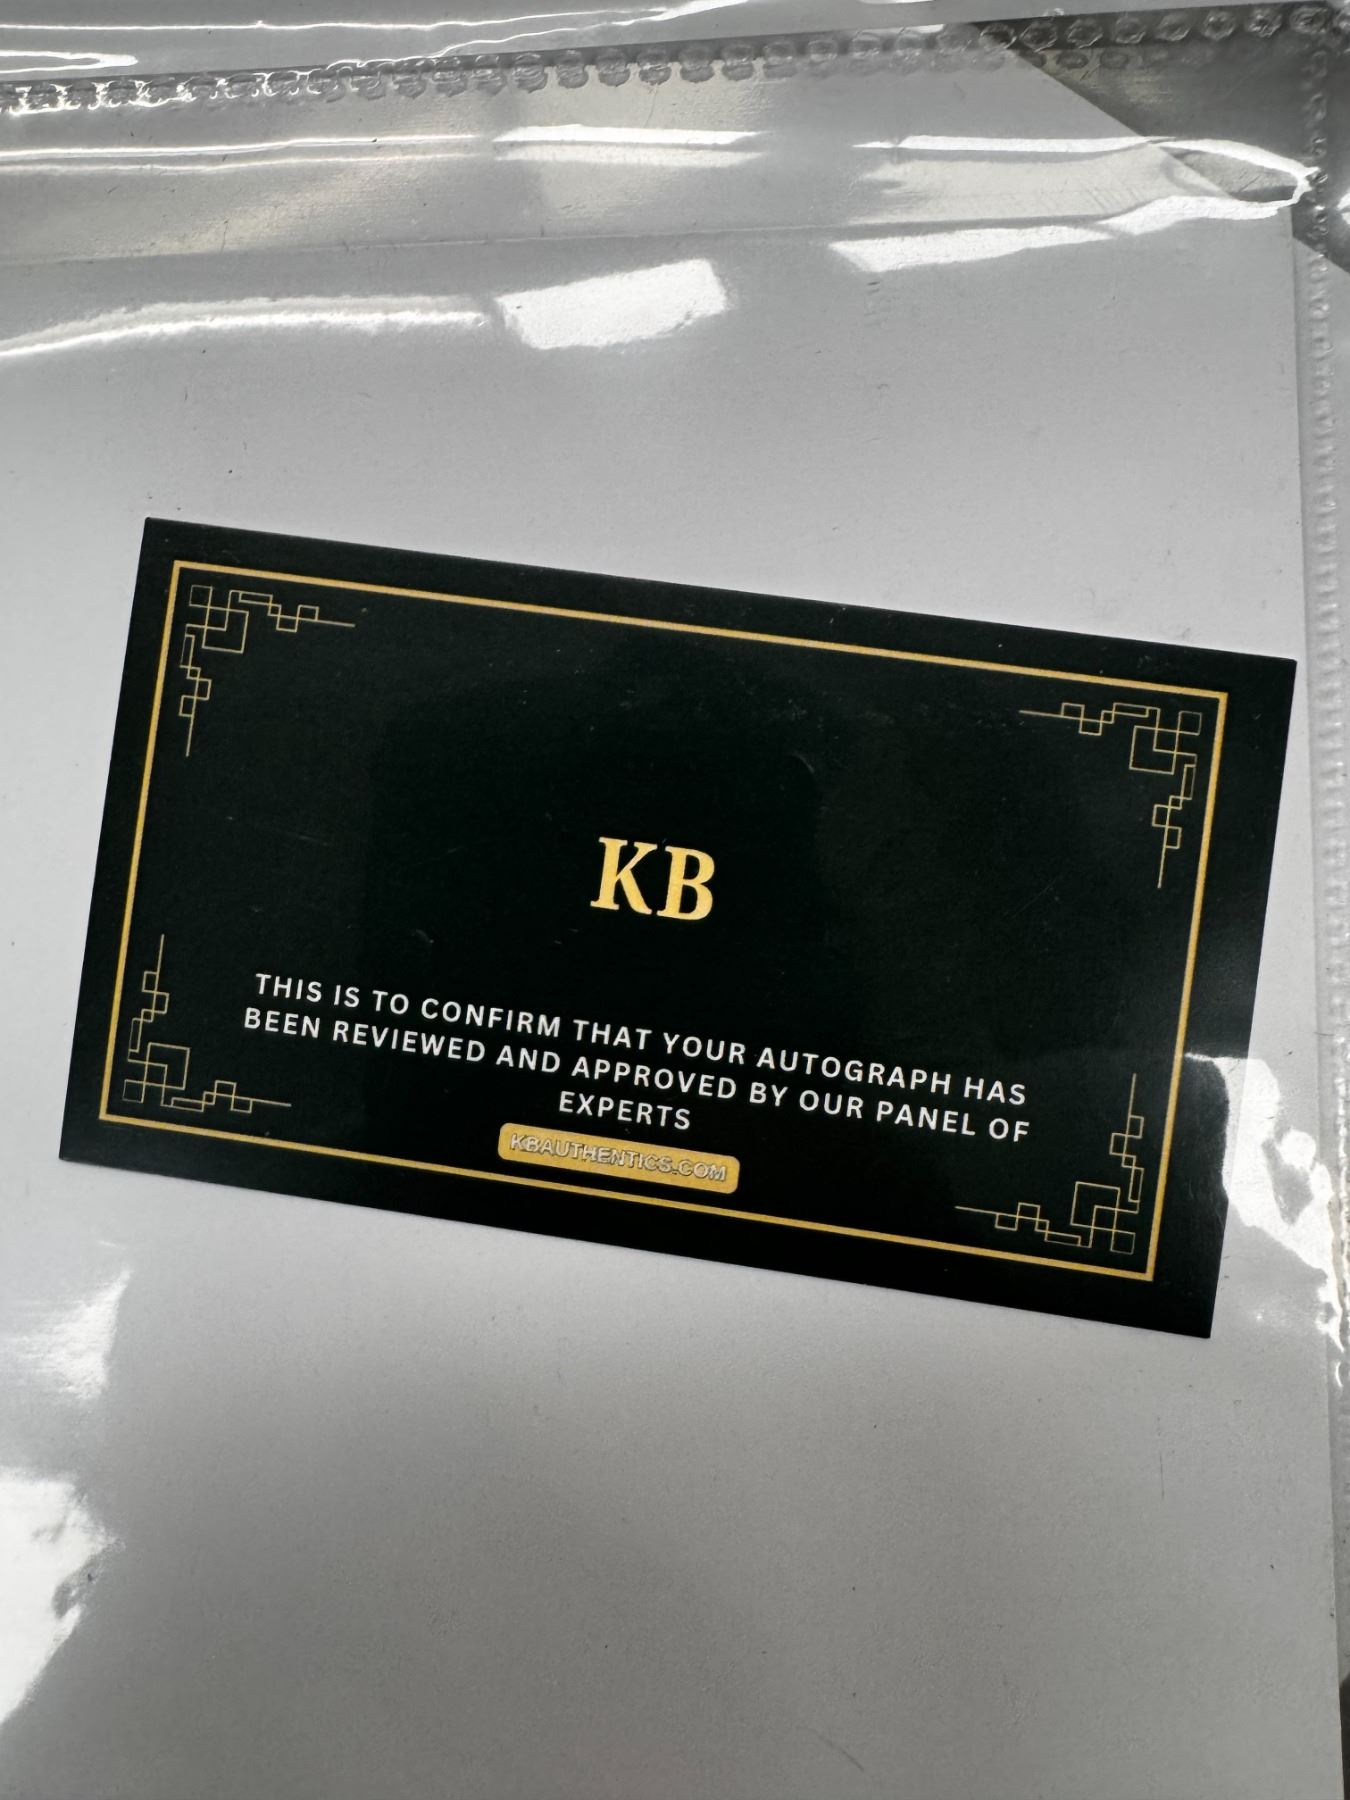 KB
THIS IS TO CONFIRM THAT YOUR AUTOGRAPH HAS
BEEN REVIEWED AND APPROVED BY OUR PANEL OF
EXPERTS
KBAUTHENTICS.COM